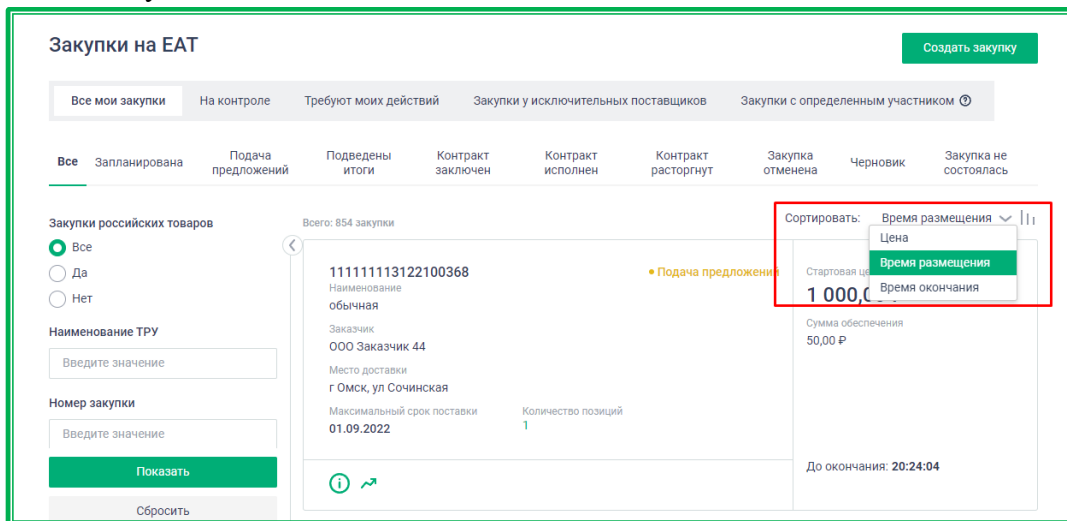 Закупки на ЕАТ
Создать закупку
Все мои закупки
На контроле
Требуют моих действий
Закупки у исключительных поставщиков
Закупки с определенным участником
Все
Запланирована
Подача предложений
Подведены итоги
Контракт заключен
Контракт исполнен
Контракт расторгнут
Закупка отменена
Черновик
Закупка не состоялась
Закупки российских товаров
Все
Да
Нет
Наименование ТРУ
Введите значение
Номер закупки
Введите значение
Показать
Сбросить
Всего: 854 закупки
Сортировать: Время размещения
Цена
Время размещения
Время окончания
111111113122100368
Подача предложений
Наименование
обычная
Заказчик
ООО Заказчик 44
Место доставки
г Омск, ул Сочинская
Максимальный срок поставки
01.09.2022
Количество позиций
1
Стартовая
1 000,
Сумма обеспечения
50,00 ₽
До окончания: 20:24:04